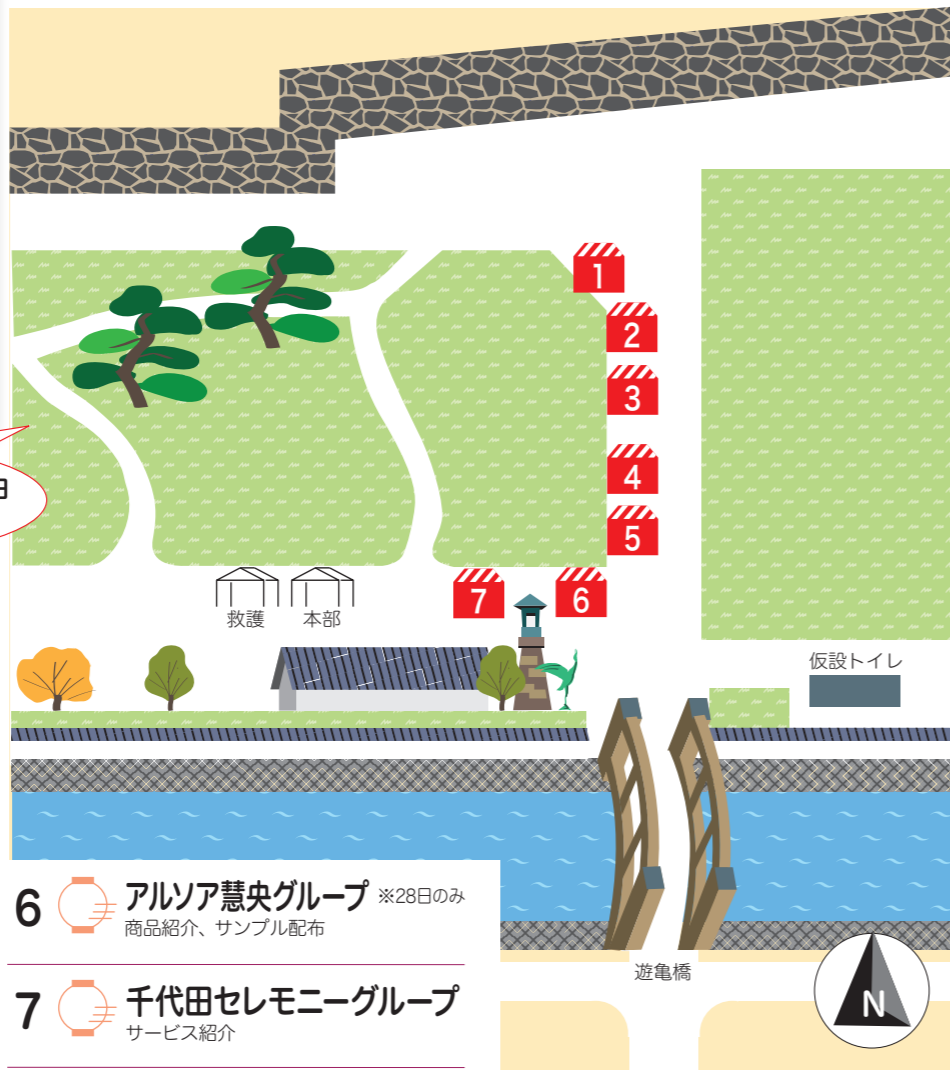 1
2
3
4
日
5
7
6
救護
本部
仮設トイレ
6
アルソア慧央グループ ※28日のみ
商品紹介、サンプル配布
遊亀橋
7
千代田セレモニーグループ
サービス紹介
N